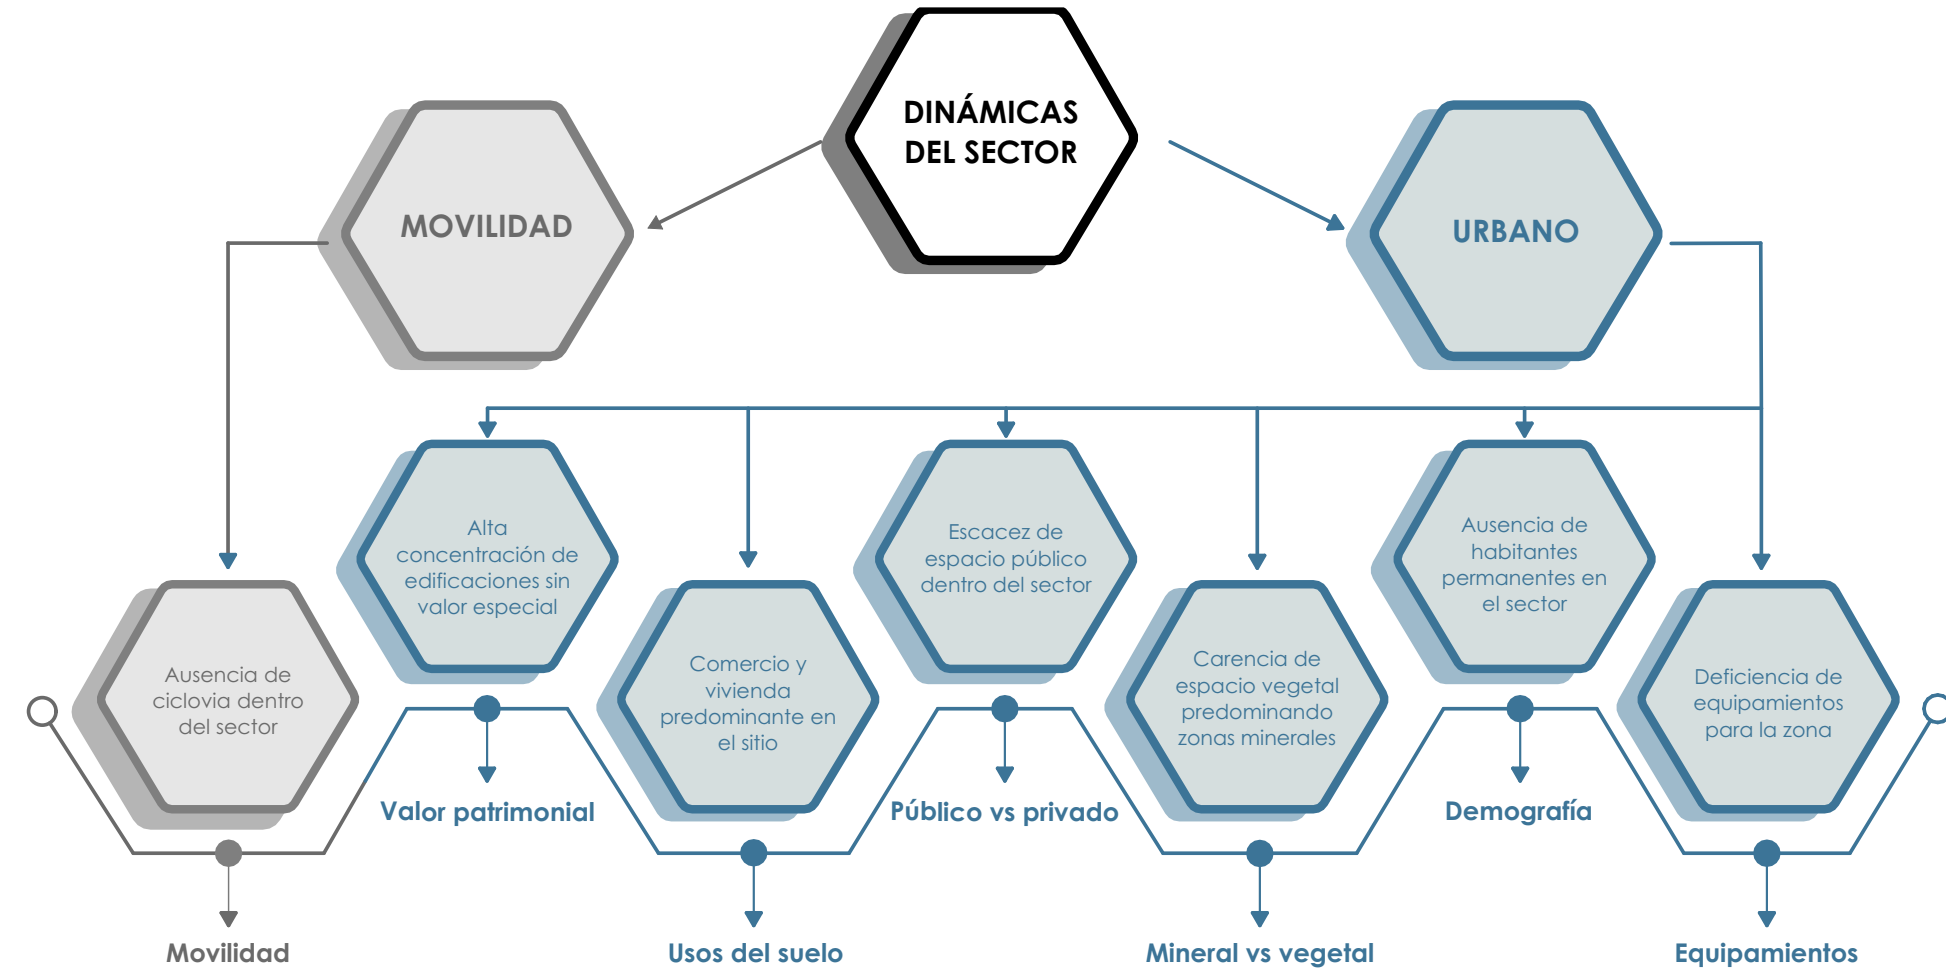 DINÁMICAS
DEL SECTOR
MOVILIDAD
URBANO
Alta
concentración de
edificaciones sin
valor especial
Escacez de
espacio público
dentro del sector
Ausencia de
habitantes
permanentes en
el sector
Ausencia de
ciclovia dentro
del sector
Comercio y
vivienda
predominante en
el sitio
Carencia de
espacio vegetal
predominando
zonas minerales
Deficiencia de
equipamientos
para la zona
Valor patrimonial
Público vs privado
Demografía
Movilidad
Usos del suelo
Mineral vs vegetal
Equipamientos